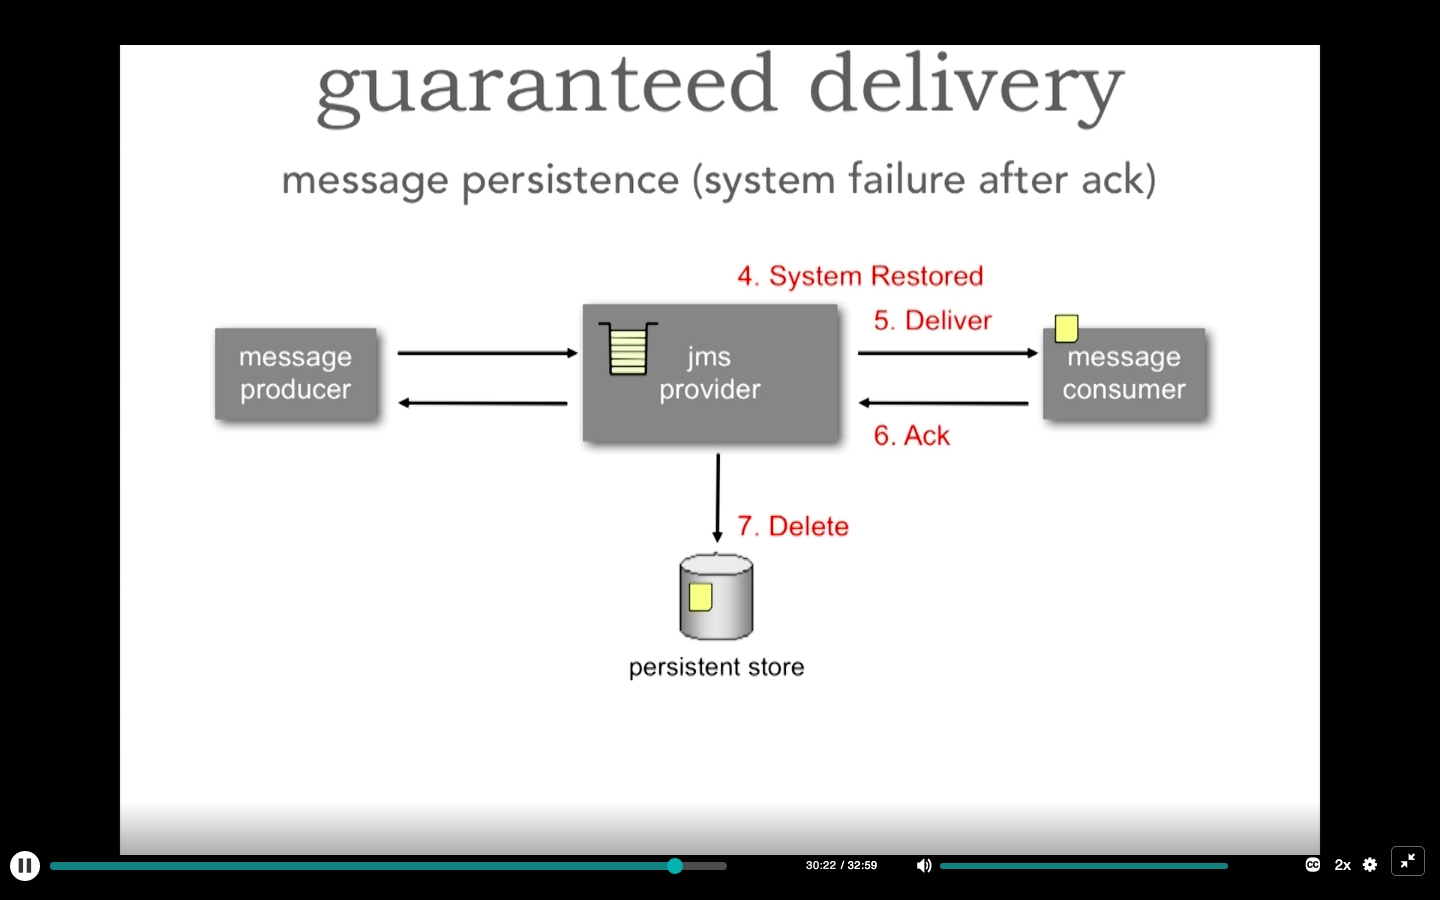 guaranteed delivery
message persistence (system failure after ack)
4. System Restored
5. Deliver
message
producer
jms
provider
message
consumer
6. Ack
7. Delete
persistent store
30:22 / 32:59
CC
2x